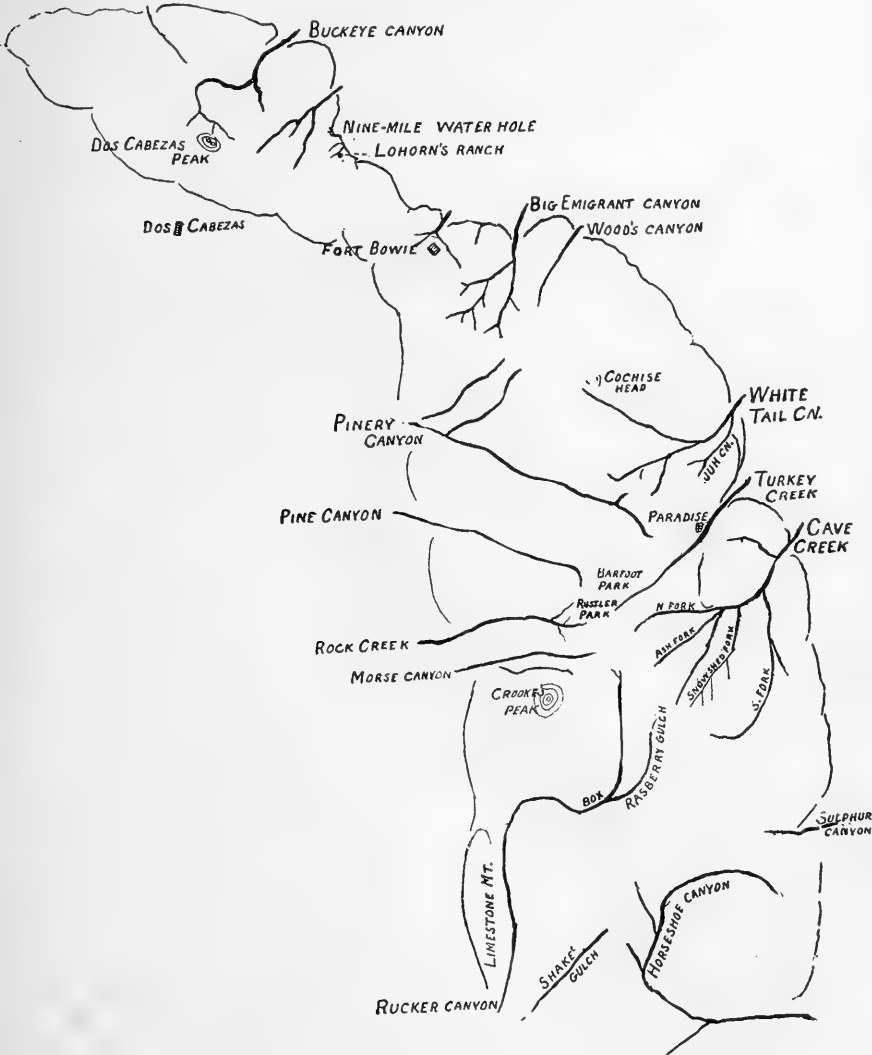 BUCKEYE CANYON
NINE-MILE WATER HOLE
LOHORN'S RANCH
DOS CABEZAS
PEAK
DOS CABEZAS
FORT BOWIE
BIG EMIGRANT CANYON
WOOD'S CANYON
COCHISE
HEAD
WHITE
TAIL CN.
PINERY
CANYON
JUH CN.
TURKEY
CREEK
PINE CANYON
PARADISE
CAVE
CREEK
BARFOOT
PARK
RUSTLER
PARK
N FORK
ROCK CREEK
ASH FORK
SNOWSHED FORK
S. FORK
MORSE CANYON
CROOKES
PEAK
RASBERRY GULCH
BOX
SULPHUR
CANYON
LIMESTONE MT.
HORSESHOE CANYON
SHAKE
GULCH
RUCKER CANYON